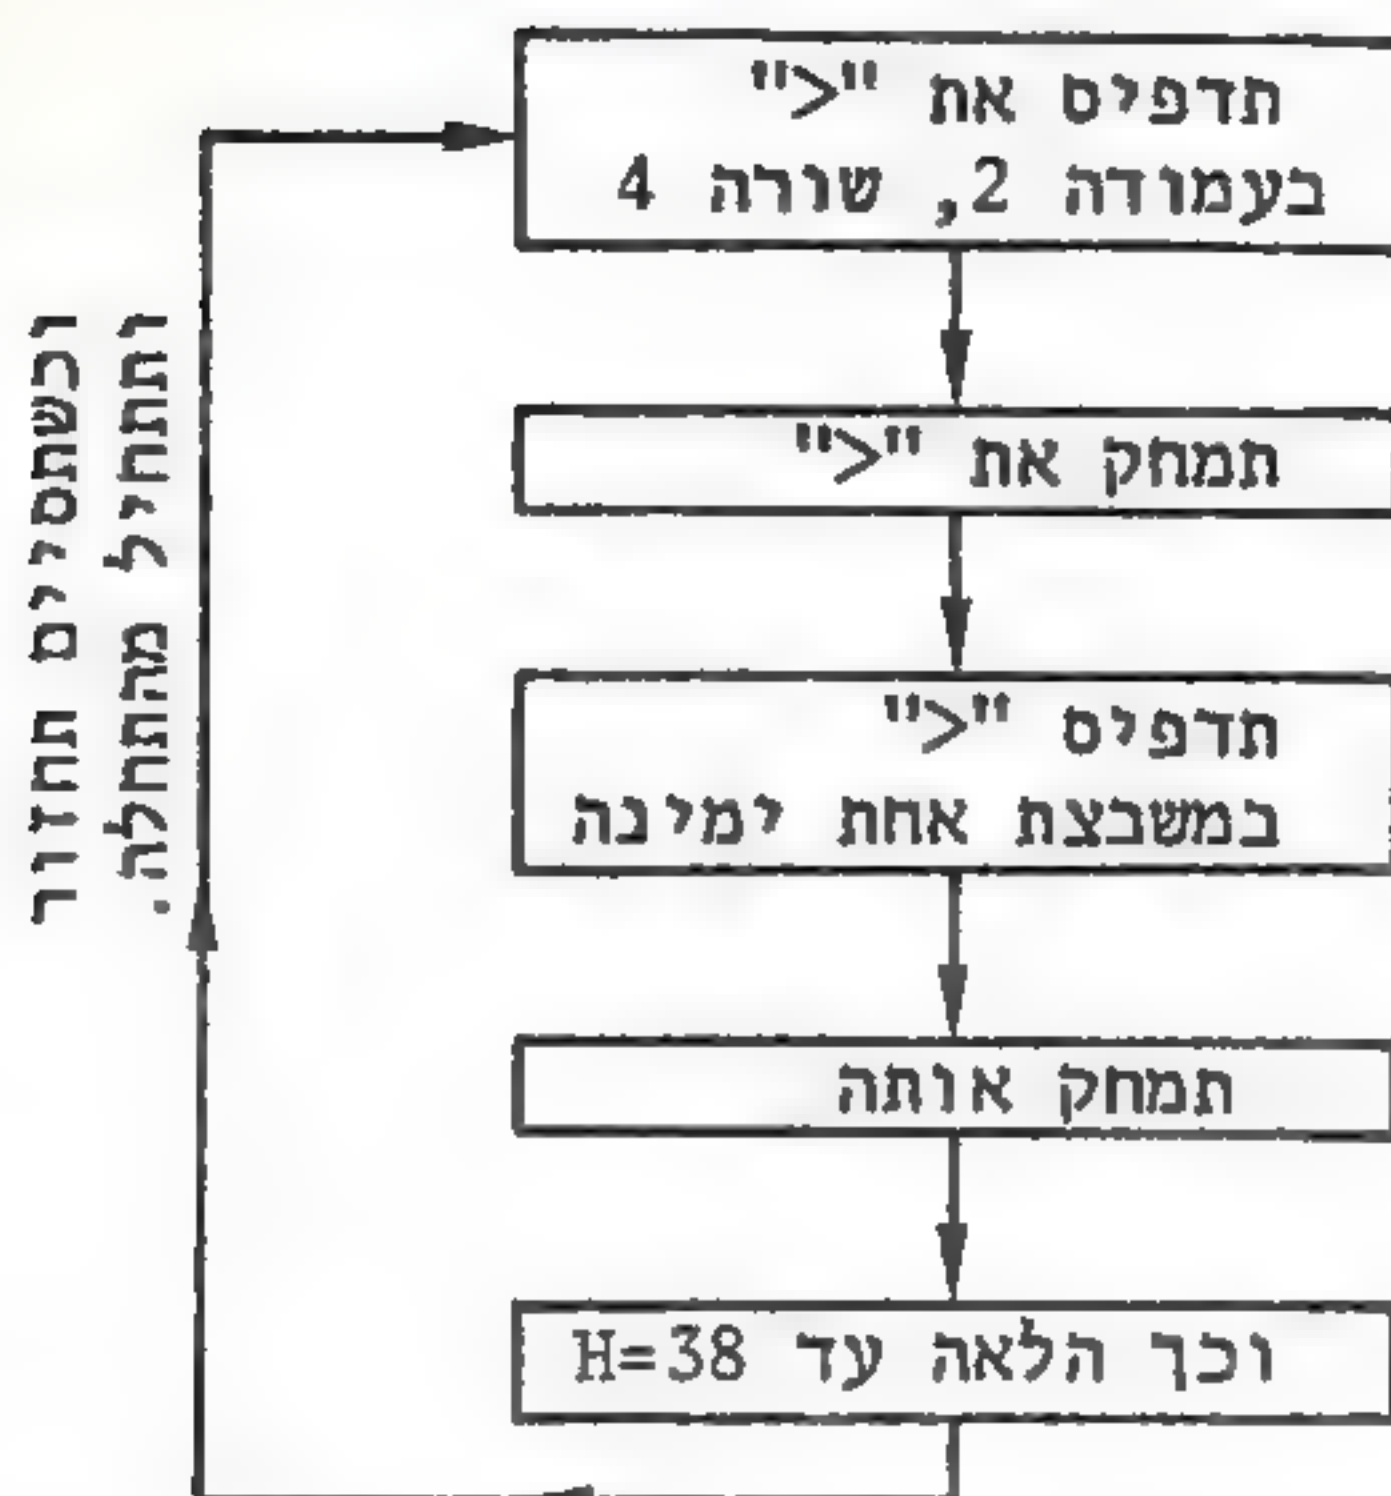 תדפיס את ">"
בעמודה 2, שורה 4
תמחק את ">"
תדפיס ">"
במשבצת אחת ימינה
תמחק אותה
וכך הלאה עד H=38
וכשתסיים תחזור
ותתחיל מהתחלה.